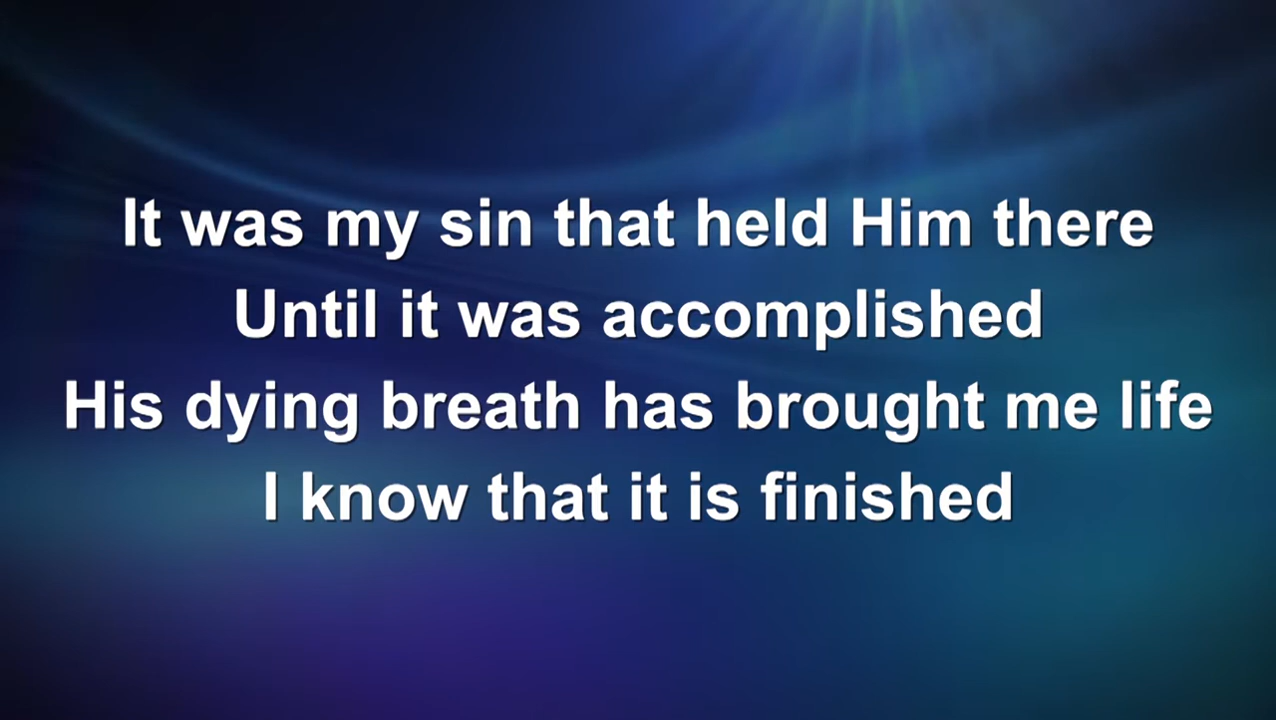 It was my sin that held Him there
Until it was accomplished
His dying breath has brought me life
I know that it is finished